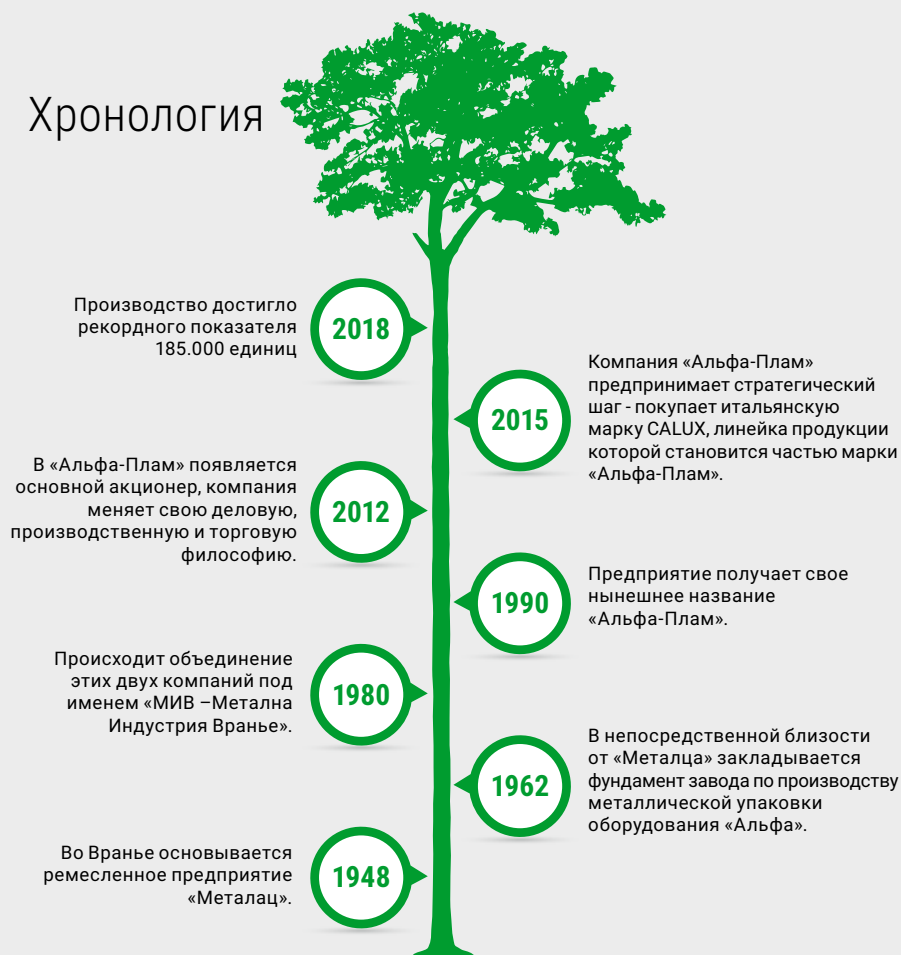 Хронология
Производство достигло
рекордного показателя
185.000 единиц
2018
Компания «Альфа-Плам»
предпринимает стратегический
шаг - покупает итальянскую
марку CALUX, линейка продукции
которой становится частью марки
«Альфа-Плам».
2015
В «Альфа-Плам» появляется
основной акционер, компания
меняет свою деловую,
производственную и торговую
философию.
2012
Предприятие получает свое
нынешнее название
«Альфа-Плам».
1990
Происходит объединение
этих двух компаний под
именем «МИВ –Метална
Индустрия Вранье».
1980
В непосредственной близости
от «Металца» закладывается
фундамент завода по производству
металлической упаковки
оборудования «Альфа».
1962
Во Вранье основывается
ремесленное предприятие
«Металац».
1948